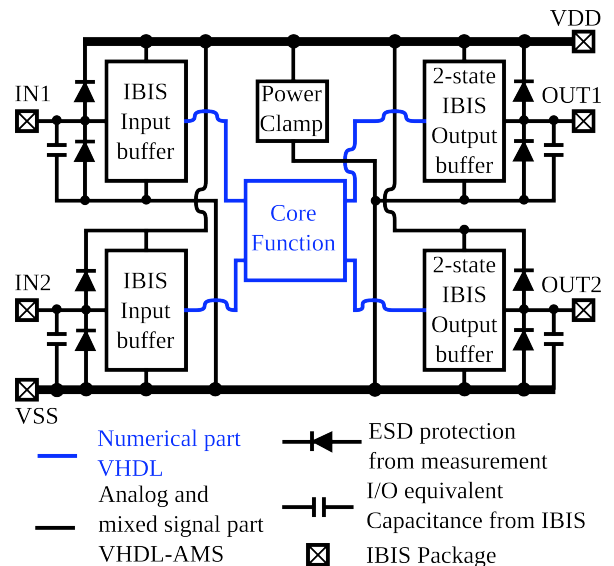 VDD
IN1
IBIS
Input
buffer
Power
Clamp
2-state
IBIS
Output
buffer
OUT1
Core
Function
IN2
IBIS
Input
buffer
2-state
IBIS
Output
buffer
OUT2
VSS
Numerical part
VHDL
Analog and
mixed signal part
VHDL-AMS
ESD protection
from measurement
I/O equivalent
Capacitance from IBIS
IBIS Package